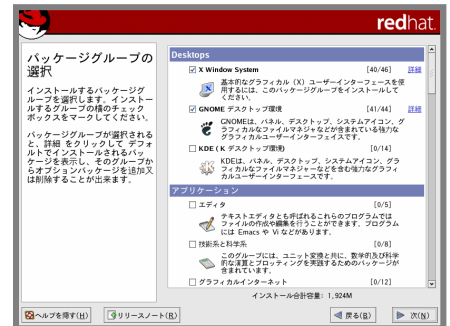 redhat.
パッケージグループの
選択
インストールするパッケージグ
ループを選択します。インストー
ルするグループの横のチェック
ボックスをマークしてください。
パッケージグループが選択される
と、詳細 をクリックして デフォ
ルトでインストールされるパッ
ケージを表示し、そのグループか
らオプションパッケージを追加又
は削除することが出来ます。
Desktops
X Window System [40/46] 詳細
基本的なグラフィカル（X）ユーザーインターフェースを使
用するには、このパッケージグループをインストールして
ください。
GNOME デスクトップ環境 [41/44] 詳細
GNOMEは、パネル、デスクトップ、システムアイコン、グ
ラフィカルなファイルマネジャなどが含まれている強力な
グラフィカルユーザーインターフェイスです。
KDE ( K デスクトップ環境) [0/14]
KDEは、パネル、デスクトップ、システムアイコン、グラ
フィカルなファイルマネジャーなどを含む強力なグラフィ
カルユーザーインターフェースです。
アプリケーション
エディタ [0/5]
テキストエディタとも呼ばれるこれらのプログラムでは
ファイルの作成や編集を行うことができます。プログラム
には Emacs や Vi などがあります。
技術系と科学系 [0/8]
このグループには、ユニット変換と共に、数学的及び科学
的な演算とプロッティングを実践するためのパッケージが
含まれています。
グラフィカルインターネット [0/12]
インストール合計容量： 1,924M
ヘルプを隠す(H)
リリースノート(R)
戻る(B)
次(N)